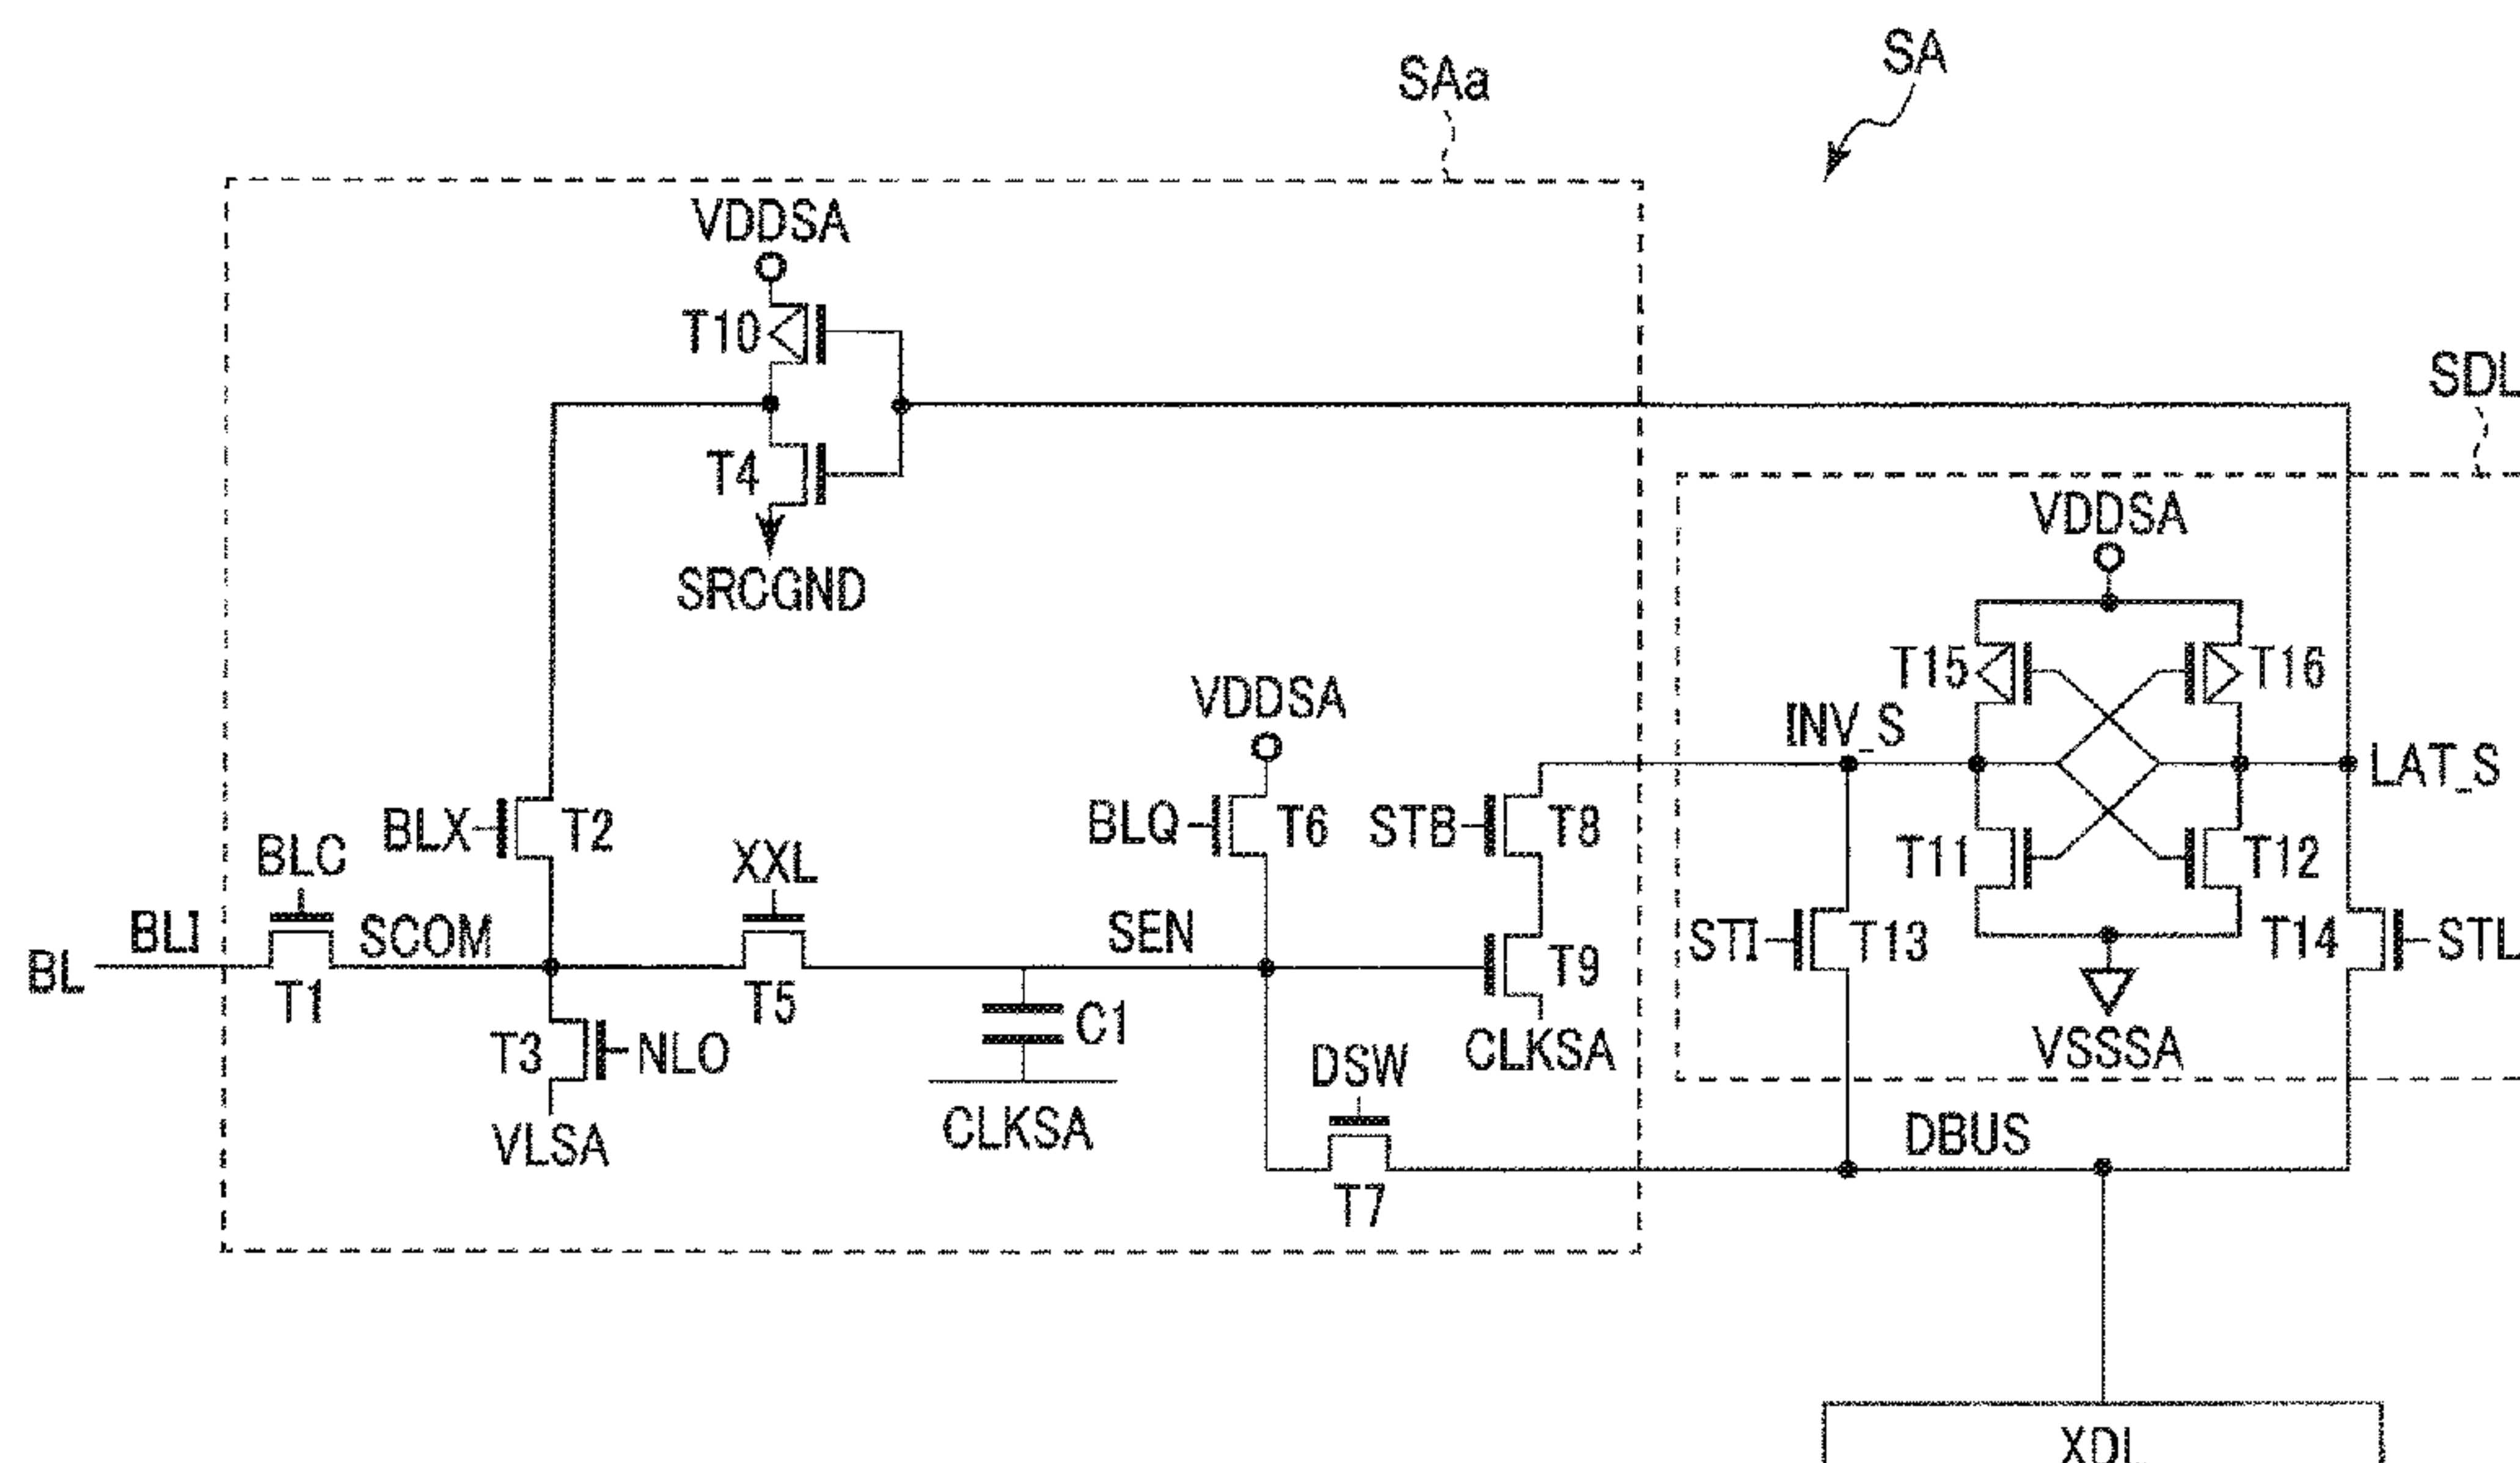 SA
SAa
VDDSA
T10
SDL
T4
VDDSA
SRCGND
T15
T16
VDDSA
INV_S
LAT_S
BLX
T2
BLQ
T6
STB
T8
T11
T12
BLC
XXL
BLI
SCOM
SEN
STI
T13
T14
STL
BL
T1
T5
T9
C1
T3
NLO
CLKSA
VSSSA
DSW
VLSA
CLKSA
DBUS
T7
XDL